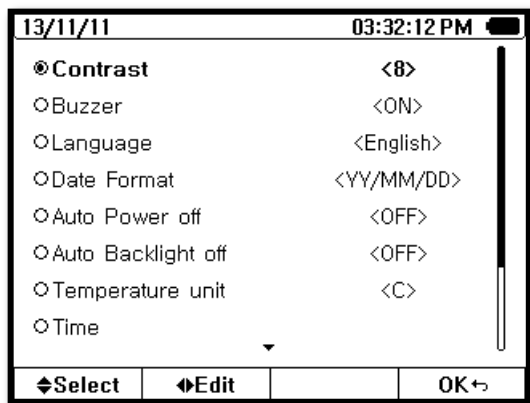 13/11/11 03:32:12 PM
Contrast <8>
Buzzer <ON>
Language <English>
Date Format <YY/MM/DD>
Auto Power off <OFF>
Auto Backlight off <OFF>
Temperature unit <C>
Time
Select Edit OK